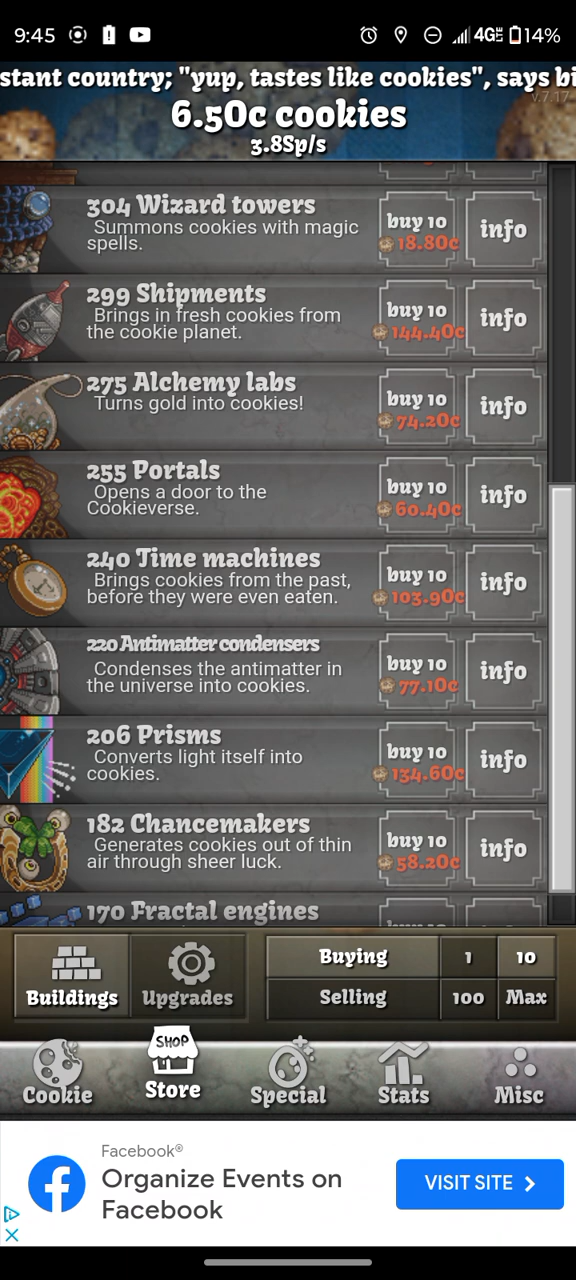 9:45
4GE 14%
stant country; "yup, tastes like cookies", says bi
v.7.17
6.50c cookies
3.8Sp/s
304 Wizard towers
Summons cookies with magic
spells.
buy 10
18.80c
info
299 Shipments
Brings in fresh cookies from
the cookie planet.
buy 10
144.40c
info
275 Alchemy labs
Turns gold into cookies!
buy 10
74.20c
info
255 Portals
Opens a door to the
Cookieverse.
buy 10
60.40c
info
240 Time machines
Brings cookies from the past,
before they were even eaten.
buy 10
103.90c
info
220 Antimatter condensers
Condenses the antimatter in
the universe into cookies.
buy 10
77.10c
info
206 Prisms
Converts light itself into
cookies.
buy 10
134.60c
info
182 Chancemakers
Generates cookies out of thin
air through sheer luck.
buy 10
58.20c
info
170 Fractal engines
Buildings
Upgrades
Buying 1 10
Selling 100 Max
Cookie
SHOP
Store
Special
Stats
Misc
Facebook®
Organize Events on
Facebook
VISIT SITE